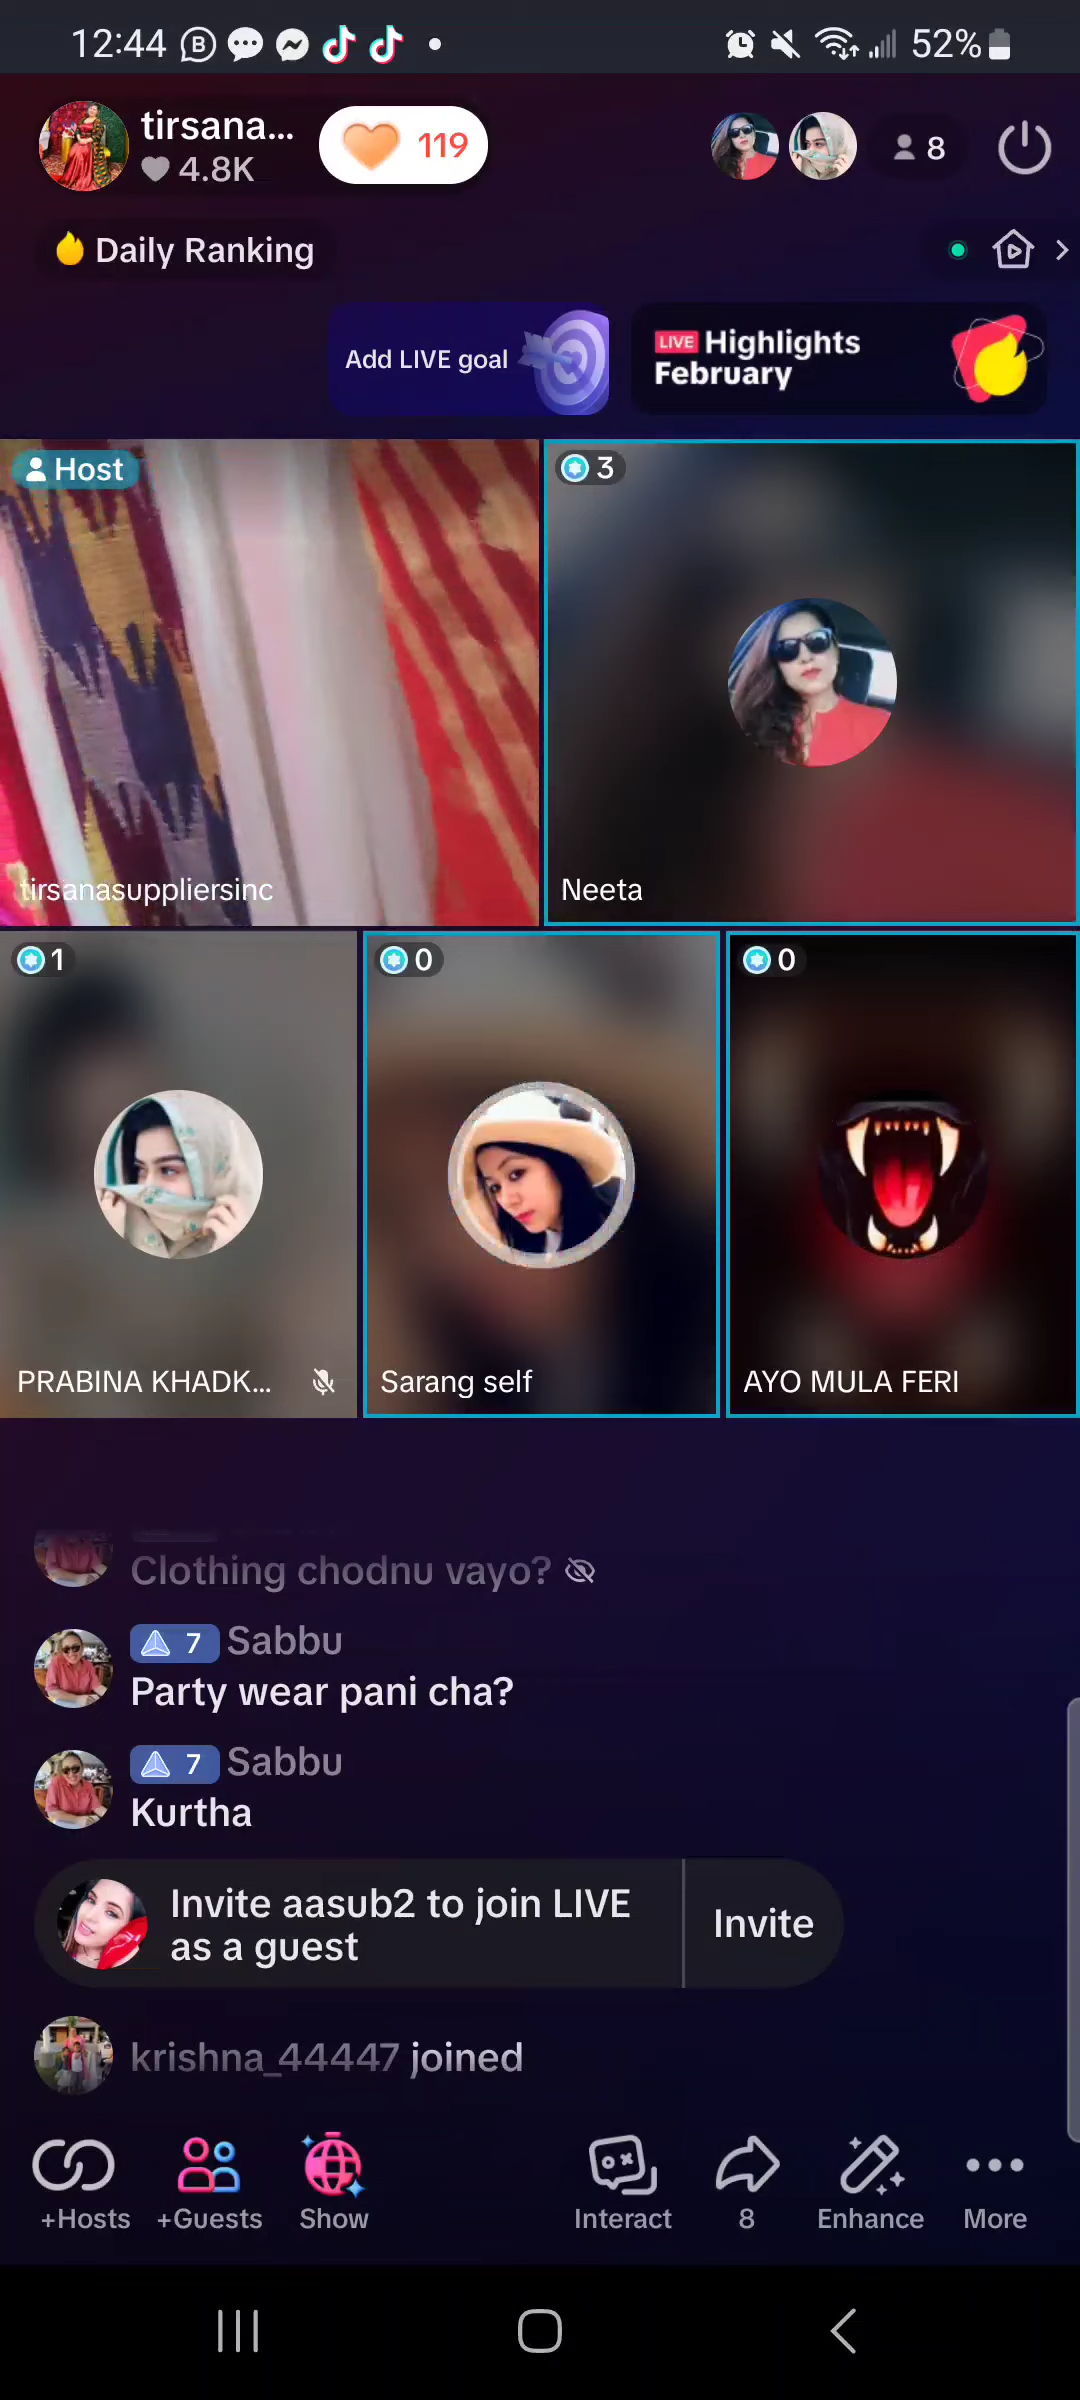 12:44
52%
tirsana...
4.8K
119
8
Daily Ranking
Add LIVE goal
LIVE Highlights
February
Host
3
tirsanasuppliersinc
Neeta
1
0
0
PRABINA KHADK...
Sarang self
AYO MULA FERI
Clothing chodnu vayo?
7 Sabbu
Party wear pani cha?
7 Sabbu
Kurtha
Invite aasub2 to join LIVE
as a guest
Invite
krishna_44447 joined
+Hosts
+Guests
Show
Interact
8
Enhance
More